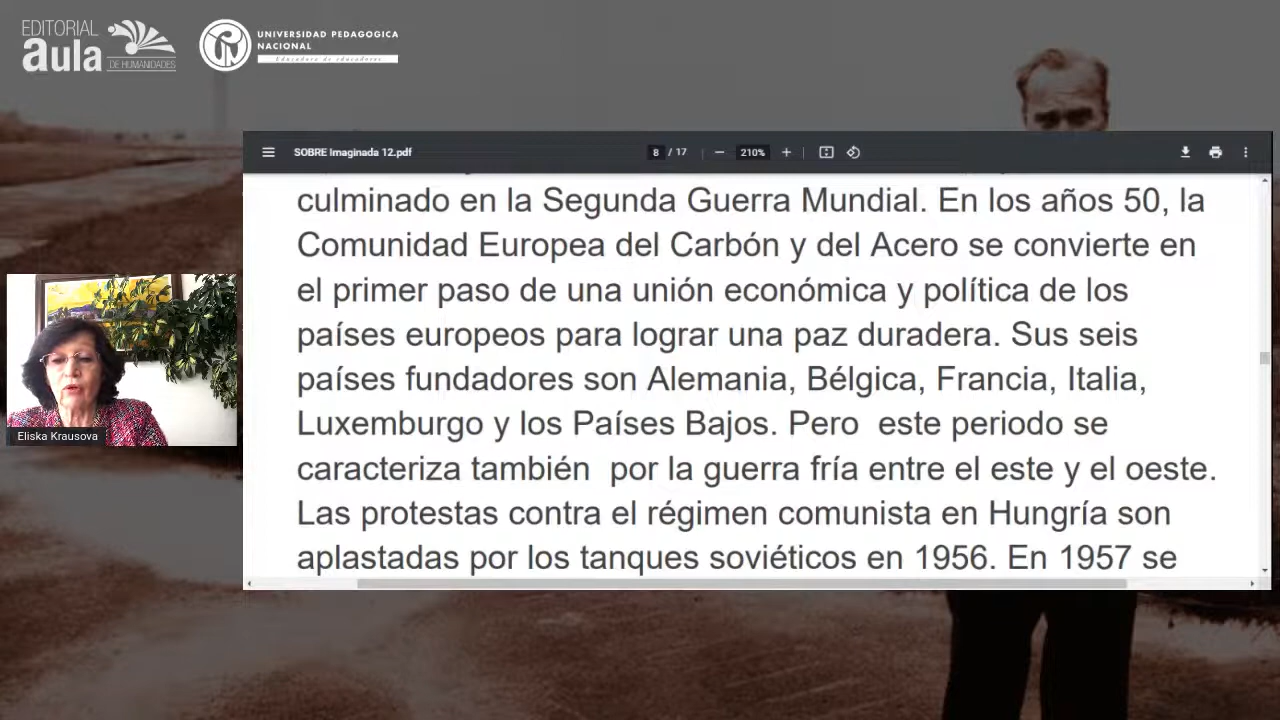 EDITORIAL
aula
DE HUMANIDADES
UNIVERSIDAD PEDAGOGICA
NACIONAL
Educadora de educadores
SOBRE Imaginada 12.pdf
8 / 17
210%
culminado en la Segunda Guerra Mundial. En los años 50, la
Comunidad Europea del Carbón y del Acero se convierte en
el primer paso de una unión económica y política de los
países europeos para lograr una paz duradera. Sus seis
países fundadores son Alemania, Bélgica, Francia, Italia,
Luxemburgo y los Países Bajos. Pero este periodo se
caracteriza también por la guerra fría entre el este y el oeste.
Las protestas contra el régimen comunista en Hungría son
aplastadas por los tanques soviéticos en 1956. En 1957 se
Eliska Krausova